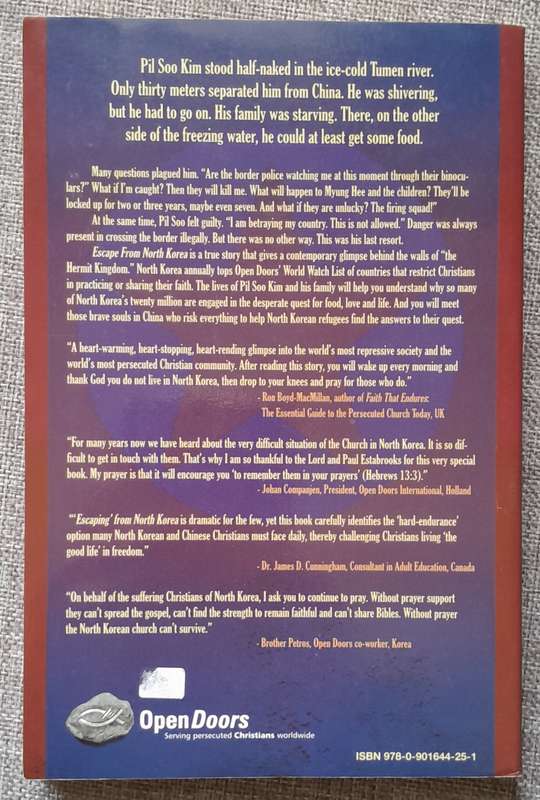 Pil Soo Kim stood half-naked in the ice-cold Tumen river.
Only thirty meters separated him from China. He was shivering,
but he had to go on. His family was starving. There, on the other
side of the freezing water, he could at least get some food.
Many questions plagued him. “Are the border police watching me at this moment through their binocu-
lars?” What if I’m caught? Then they will kill me. What will happen to Myung Hee and the children? They’ll be
locked up for two or three years, maybe even seven. And what if they are unlucky? The firing squad!”
At the same time, Pil Soo felt guilty. “I am betraying my country. This is not allowed.” Danger was always
present in crossing the border illegally. But there was no other way. This was his last resort.
Escape From North Korea is a true story that gives a contemporary glimpse behind the walls of “the
Hermit Kingdom.” North Korea annually tops Open Doors’ World Watch List of countries that restrict Christians
in practicing or sharing their faith. The lives of Pil Soo Kim and his family will help you understand why so many
of North Korea’s twenty million are engaged in the desperate quest for food, love and life. And you will meet
those brave souls in China who risk everything to help North Korean refugees find the answers to their quest.
“A heart-warming, heart-stopping, heart-rending glimpse into the world’s most repressive society and the
world’s most persecuted Christian community. After reading this story, you will wake up every morning and
thank God you do not live in North Korea, then drop to your knees and pray for those who do.”
- Ron Boyd-MacMillan, author of Faith That Endures:
The Essential Guide to the Persecuted Church Today, UK
“For many years now we have heard about the very difficult situation of the Church in North Korea. It is so dif-
ficult to get in touch with them. That’s why I am so thankful to the Lord and Paul Estabrooks for this very special
book. My prayer is that it will encourage you ‘to remember them in your prayers’ (Hebrews 13:3).”
- Johan Companjen, President, Open Doors International, Holland
“‘Escaping’ from North Korea is dramatic for the few, yet this book carefully identifies the ‘hard-endurance’
option many North Korean and Chinese Christians must face daily, thereby challenging Christians living ‘the
good life’ in freedom.”
- Dr. James D. Cunningham, Consultant in Adult Education, Canada
“On behalf of the suffering Christians of North Korea, I ask you to continue to pray. Without prayer support
they can’t spread the gospel, can’t find the strength to remain faithful and can’t share Bibles. Without prayer
the North Korean church can’t survive.”
- Brother Petros, Open Doors co-worker, Korea
Open Doors
Serving persecuted Christians worldwide
ISBN 978-0-901644-25-1